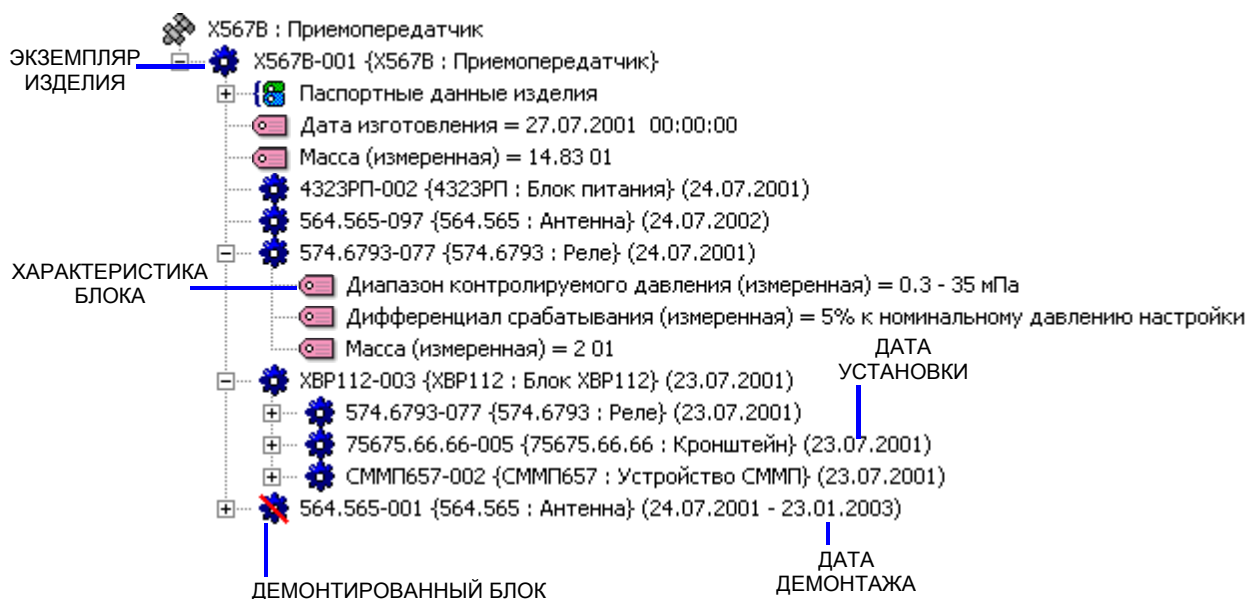 X567B : Приемопередатчик
ЭКЗЕМПЛЯР
ИЗДЕЛИЯ
X567B-001 {X567B : Приемопередатчик}
Паспортные данные изделия
Дата изготовления = 27.07.2001 00:00:00
Масса (измеренная) = 14.83 01
4323РП-002 {4323РП : Блок питания} (24.07.2001)
564.565-097 {564.565 : Антенна} (24.07.2002)
574.6793-077 {574.6793 : Реле} (24.07.2001)
ХАРАКТЕРИСТИКА
БЛОКА
Диапазон контролируемого давления (измеренная) = 0.3 - 35 мПа
Дифференциал срабатывания (измеренная) = 5% к номинальному давлению настройки
Масса (измеренная) = 2 01
ДАТА
УСТАНОВКИ
ХВР112-003 {ХВР112 : Блок ХВР112} (23.07.2001)
574.6793-077 {574.6793 : Реле} (23.07.2001)
75675.66.66-005 {75675.66.66 : Кронштейн} (23.07.2001)
СММП657-002 {СММП657 : Устройство СММП} (23.07.2001)
564.565-001 {564.565 : Антенна} (24.07.2001 - 23.01.2003)
ДАТА
ДЕМОНТАЖА
ДЕМОНТИРОВАННЫЙ БЛОК